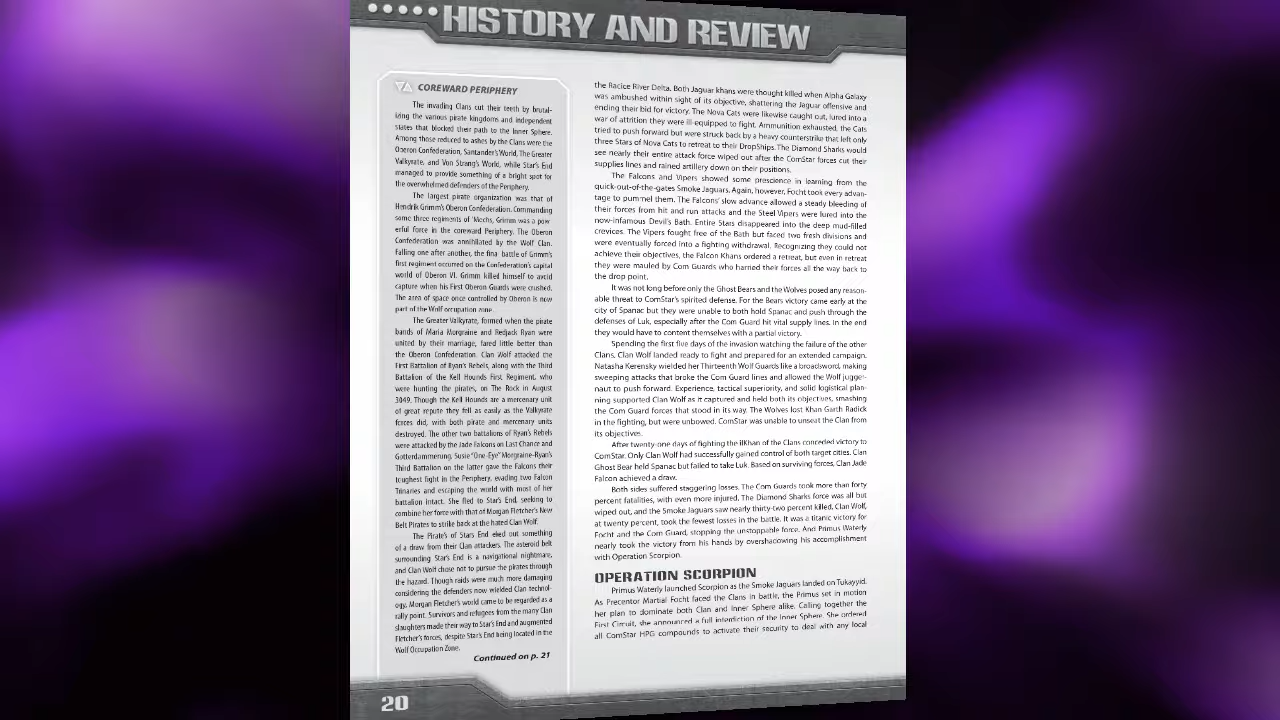 HISTORY AND REVIEW
COREWARD PERIPHERY
The invading Clans cut their teeth by brutal-
izing the various pirate kingdoms and independent
states that blocked their path to the Inner Sphere.
Among those reduced to ashes by the Clans were the
Oberon Confederation, Santander's World, The Greater
Valkyrate, and Von Strang's World, while Star's End
managed to provide something of a bright spot for
the overwhelmed defenders of the Periphery.
The largest pirate organization was that of
Hendrik Grimm's Oberon Confederation. Commanding
some three regiments of 'Mechs, Grimm was a pow-
erful force in the coreward Periphery. The Oberon
Confederation was annihilated by the Wolf Clan.
Falling one after another, the final battle of Grimm's
first regiment occurred on the Confederation's capital
world of Oberon VI. Grimm killed himself to avoid
capture when his First Oberon Guards were crushed.
The area of space once controlled by Oberon is now
part of the Wolf occupation zone.
The Greater Valkyrate, formed when the pirate
bands of Maria Morgraine and Redjack Ryan were
united by their marriage, fared little better than
the Oberon Confederation. Clan Wolf attacked the
First Battalion of Ryan's Rebels, along with the Third
Battalion of the Kell Hounds First Regiment, who
were hunting the pirates, on The Rock in August
3049. Though the Kell Hounds are a mercenary unit
of great repute they fell as easily as the Valkyrate
forces did, with both pirate and mercenary units
destroyed. The other two battalions of Ryan's Rebels
were attacked by the Jade Falcons on Last Chance and
Gotterdammerung. Susie "One-Eye" Morgraine-Ryan's
Third Battalion on the latter gave the Falcons their
toughest fight in the Periphery, evading two Falcon
Trinaries and escaping the world with most of her
battalion intact. She fled to Star's End, seeking to
combine her force with that of Morgan Fletcher's New
Belt Pirates to strike back at the hated Clan Wolf.
The Pirate's of Stars End eked out something
of a draw from their Clan attackers. The asteroid belt
surrounding Star's End is a navigational nightmare,
and Clan Wolf chose not to pursue the pirates through
the hazard. Though raids were much more damaging
considering the defenders now wielded Clan technol-
ogy, Morgan Fletcher's world came to be regarded as a
rally point. Survivors and refugees from the many Clan
slaughters made their way to Star's End and augmented
Fletcher's forces, despite Star's End being located in the
Wolf Occupation Zone.
Continued on p. 21
the Racice River Delta. Both Jaguar khans were thought killed when Alpha Galaxy
was ambushed within sight of its objective, shattering the Jaguar offensive and
ending their bid for victory. The Nova Cats were likewise caught out, lured into a
war of attrition they were ill-equipped to fight. Ammunition exhausted, the Cats
tried to push forward but were struck back by a heavy counterstrike that left only
three Stars of Nova Cats to retreat to their DropShips. The Diamond Sharks would
see nearly their entire attack force wiped out after the ComStar forces cut their
supplies lines and rained artillery down on their positions.
The Falcons and Vipers showed some prescience in learning from the
quick-out-of-the-gates Smoke Jaguars. Again, however, Focht took every advan-
tage to pummel them. The Falcons' slow advance allowed a steady bleeding of
their forces from hit and run attacks and the Steel Vipers were lured into the
now-infamous Devil's Bath. Entire Stars disappeared into the deep mud-filled
crevices. The Vipers fought free of the Bath but faced two fresh divisions and
were eventually forced into a fighting withdrawal. Recognizing they could not
achieve their objectives, the Falcon Khans ordered a retreat, but even in retreat
they were mauled by Com Guards who harried their forces all the way back to
the drop point.
It was not long before only the Ghost Bears and the Wolves posed any reason-
able threat to ComStar's spirited defense. For the Bears victory came early at the
city of Spanac but they were unable to both hold Spanac and push through the
defenses of Luk, especially after the Com Guard hit vital supply lines. In the end
they would have to content themselves with a partial victory.
Spending the first five days of the invasion watching the failure of the other
Clans, Clan Wolf landed ready to fight and prepared for an extended campaign.
Natasha Kerensky wielded her Thirteenth Wolf Guards like a broadsword, making
sweeping attacks that broke the Com Guard lines and allowed the Wolf jugger-
naut to push forward. Experience, tactical superiority, and solid logistical plan-
ning supported Clan Wolf as it captured and held both its objectives, smashing
the Com Guard forces that stood in its way. The Wolves lost Khan Garth Radick
in the fighting, but were unbowed. ComStar was unable to unseat the Clan from
its objectives.
After twenty-one days of fighting the ilKhan of the Clans conceded victory to
ComStar. Only Clan Wolf had successfully gained control of both target cities. Clan
Ghost Bear held Spanac but failed to take Luk. Based on surviving forces, Clan Jade
Falcon achieved a draw.
Both sides suffered staggering losses. The Com Guards took more than forty
percent fatalities, with even more injured. The Diamond Sharks force was all but
wiped out, and the Smoke Jaguars saw nearly thirty-two percent killed. Clan Wolf,
at twenty percent, took the fewest losses in the battle. It was a titanic victory for
Focht and the Com Guard, stopping the unstoppable force. And Primus Waterly
nearly took the victory from his hands by overshadowing his accomplishment
with Operation Scorpion.
OPERATION SCORPION
Primus Waterly launched Scorpion as the Smoke Jaguars landed on Tukayyid.
As Precentor Martial Focht faced the Clans in battle, the Primus set in motion
her plan to dominate both Clan and Inner Sphere alike. Calling together the
First Circuit, she announced a full interdiction of the Inner Sphere. She ordered
all ComStar HPG compounds to activate their security to deal with any local
20